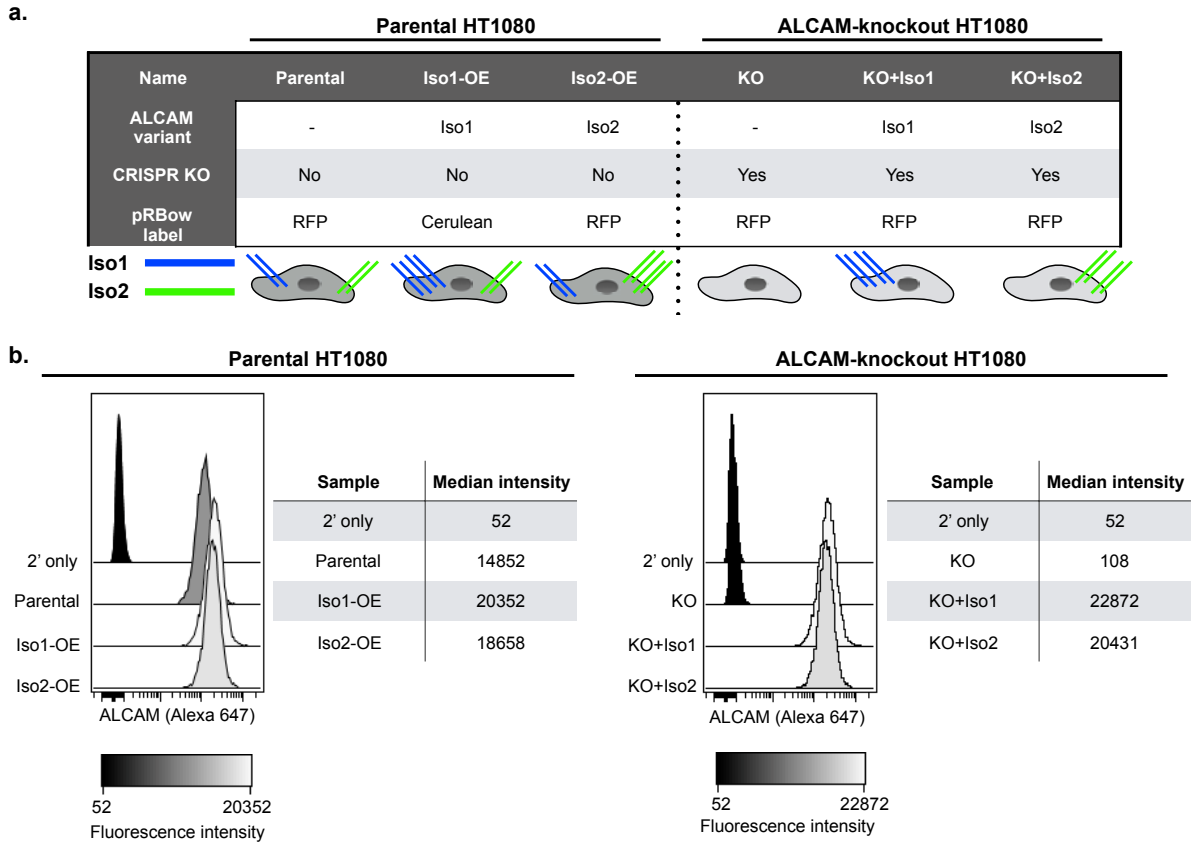 a.
Parental HT1080 ALCAM-knockout HT1080
Name Parental Iso1-OE Iso2-OE KO KO+Iso1 KO+Iso2
ALCAM
variant
- Iso1 Iso2 - Iso1 Iso2
CRISPR KO No No No Yes Yes Yes
pRBow
label
RFP Cerulean RFP RFP RFP RFP
Iso1
Iso2
b.
Parental HT1080
2' only
Parental
Iso1-OE
Iso2-OE
ALCAM (Alexa 647)
Sample Median intensity
2' only 52
Parental 14852
Iso1-OE 20352
Iso2-OE 18658
52 20352
Fluorescence intensity
ALCAM-knockout HT1080
2' only
KO
KO+Iso1
KO+Iso2
ALCAM (Alexa 647)
Sample Median intensity
2' only 52
KO 108
KO+Iso1 22872
KO+Iso2 20431
52 22872
Fluorescence intensity